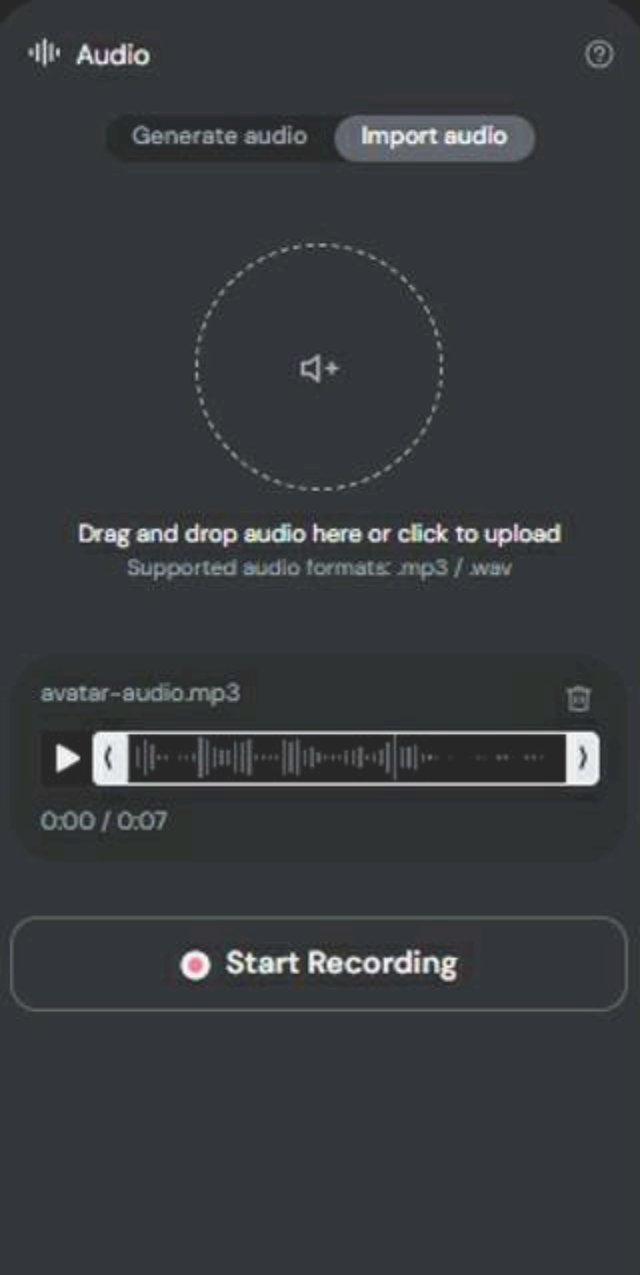 Audio
Generate audio
Import audio
Drag and drop audio here or click to upload
Supported audio formats: .mp3 / .wav
avatar-audio.mp3
0:00 / 0:07
Start Recording